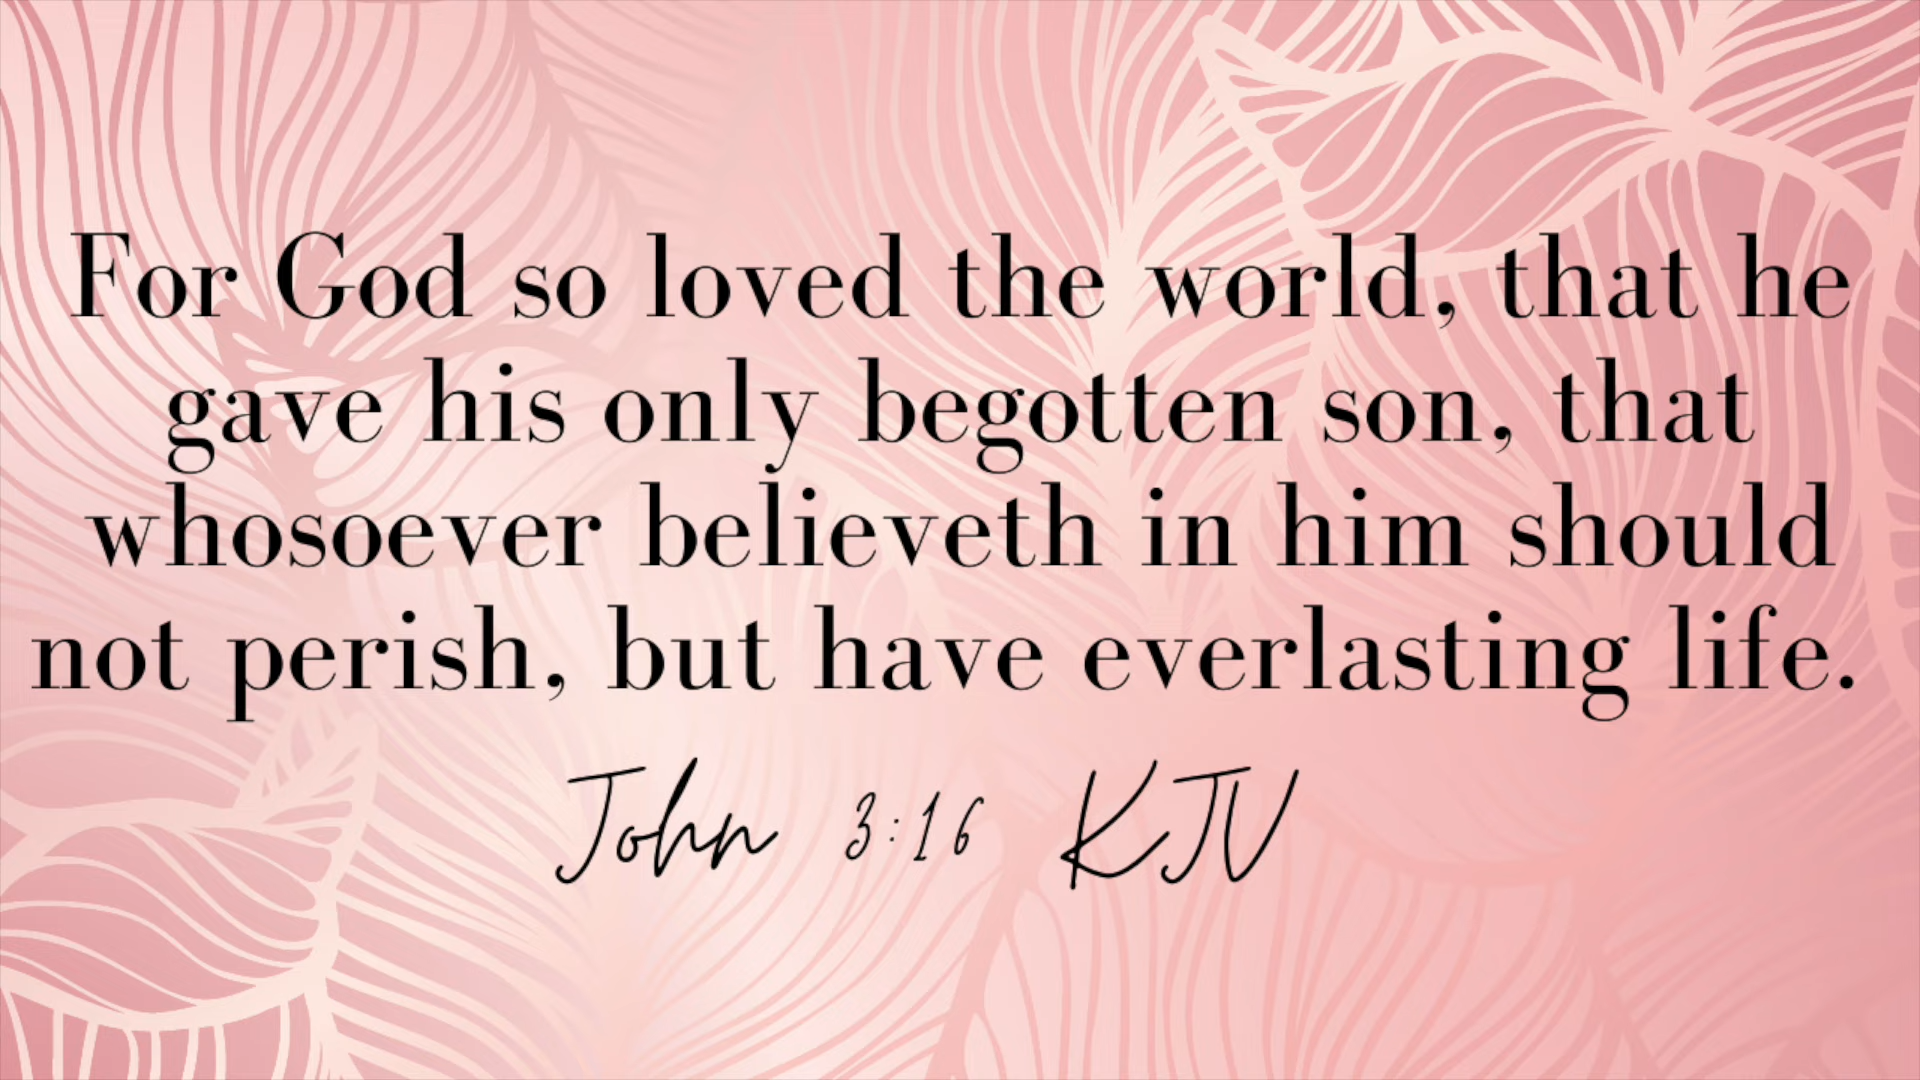 For God so loved the world, that he
gave his only begotten son, that
whosoever believeth in him should
not perish, but have everlasting life.
John 3:16 KJV